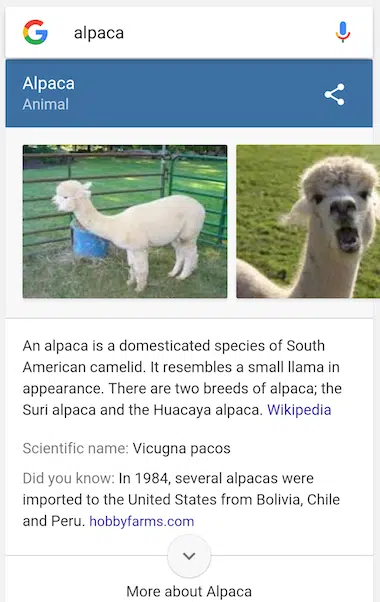 alpaca
Alpaca
Animal
An alpaca is a domesticated species of South
American camelid. It resembles a small llama in
appearance. There are two breeds of alpaca; the
Suri alpaca and the Huacaya alpaca. Wikipedia
Scientific name: Vicugna pacos
Did you know: In 1984, several alpacas were
imported to the United States from Bolivia, Chile
and Peru. hobbyfarms.com
More about Alpaca